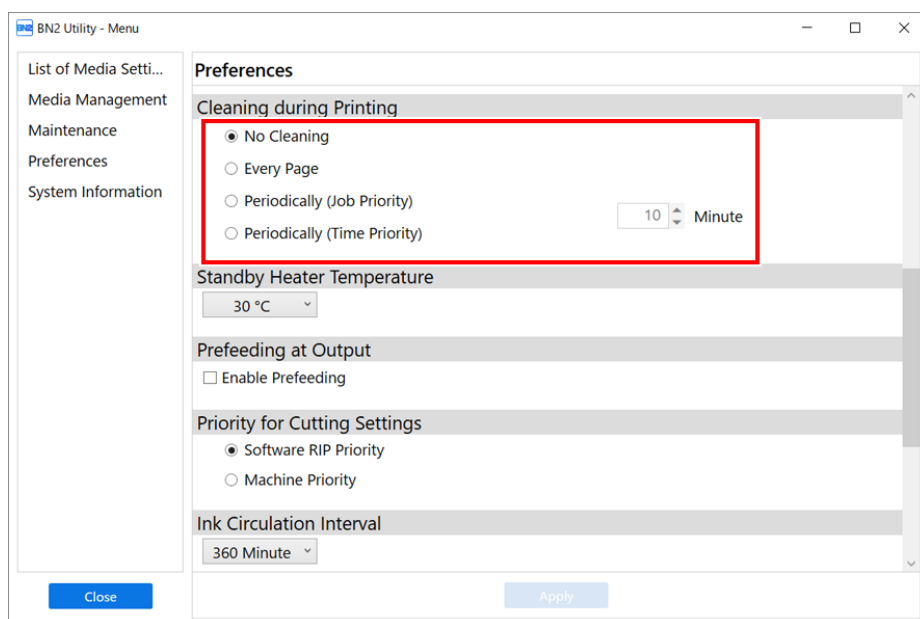 BN2 BN2 Utility - Menu
List of Media Setti...
Media Management
Maintenance
Preferences
System Information
Close
Preferences
Cleaning during Printing
No Cleaning
Every Page
Periodically (Job Priority)
Periodically (Time Priority)
10 Minute
Standby Heater Temperature
30 °C
Prefeeding at Output
Enable Prefeeding
Priority for Cutting Settings
Software RIP Priority
Machine Priority
Ink Circulation Interval
360 Minute
Apply